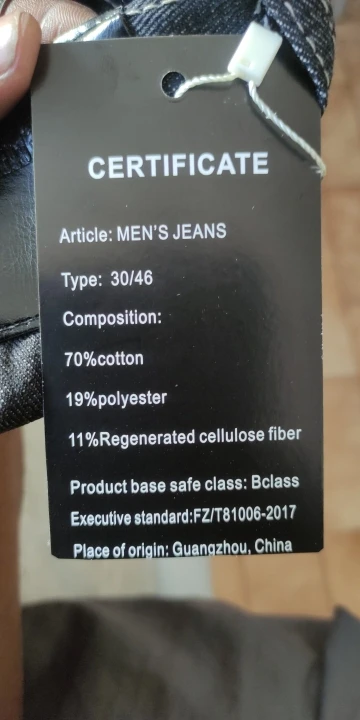 CERTIFICATE
Article: MEN'S JEANS
Type: 30/46
Composition:
70%cotton
19%polyester
11%Regenerated cellulose fiber
Product base safe class: Bclass
Executive standard:FZ/T81006-2017
Place of origin: Guangzhou, China